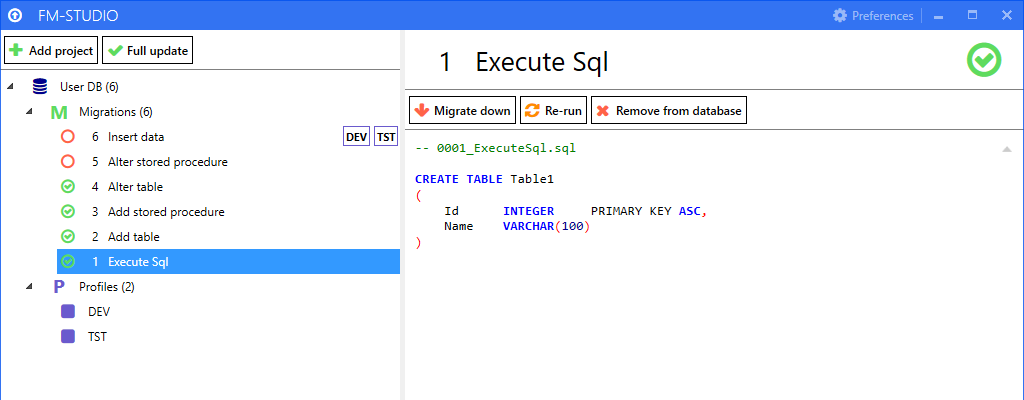 FM-STUDIO
Preferences
Add project
Full update
User DB (6)
M Migrations (6)
6 Insert data DEV TST
5 Alter stored procedure
4 Alter table
3 Add stored procedure
2 Add table
1 Execute Sql
P Profiles (2)
DEV
TST
1 Execute Sql
Migrate down
Re-run
Remove from database
-- 0001_ExecuteSql.sql
CREATE TABLE Table1
(
Id INTEGER PRIMARY KEY ASC,
Name VARCHAR(100)
)